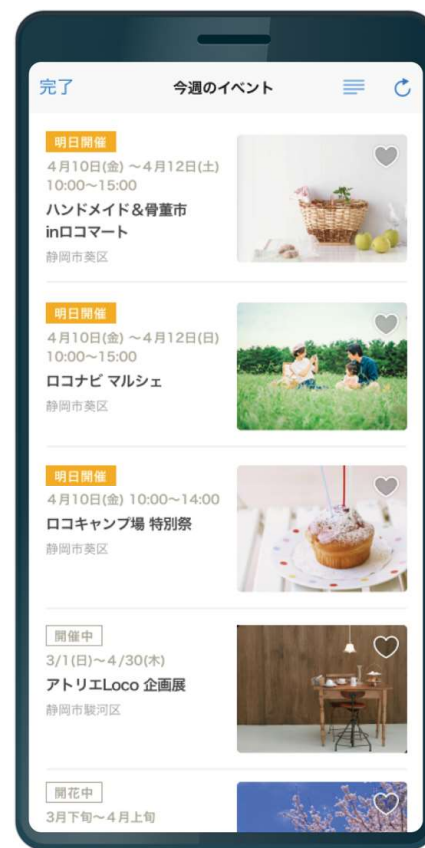 完了
今週のイベント
明日開催
4月10日(金) ~4月12日(土)
10:00~15:00
ハンドメイド&骨董市
inロコマート
静岡市葵区
明日開催
4月10日(金) ~4月12日(日)
10:00~15:00
ロコナビ マルシェ
静岡市葵区
明日開催
4月10日(金) 10:00~14:00
ロコキャンプ場 特別祭
静岡市葵区
開催中
3/1(日)~4/30(木)
アトリエLoco 企画展
静岡市駿河区
開花中
3月下旬~4月上旬